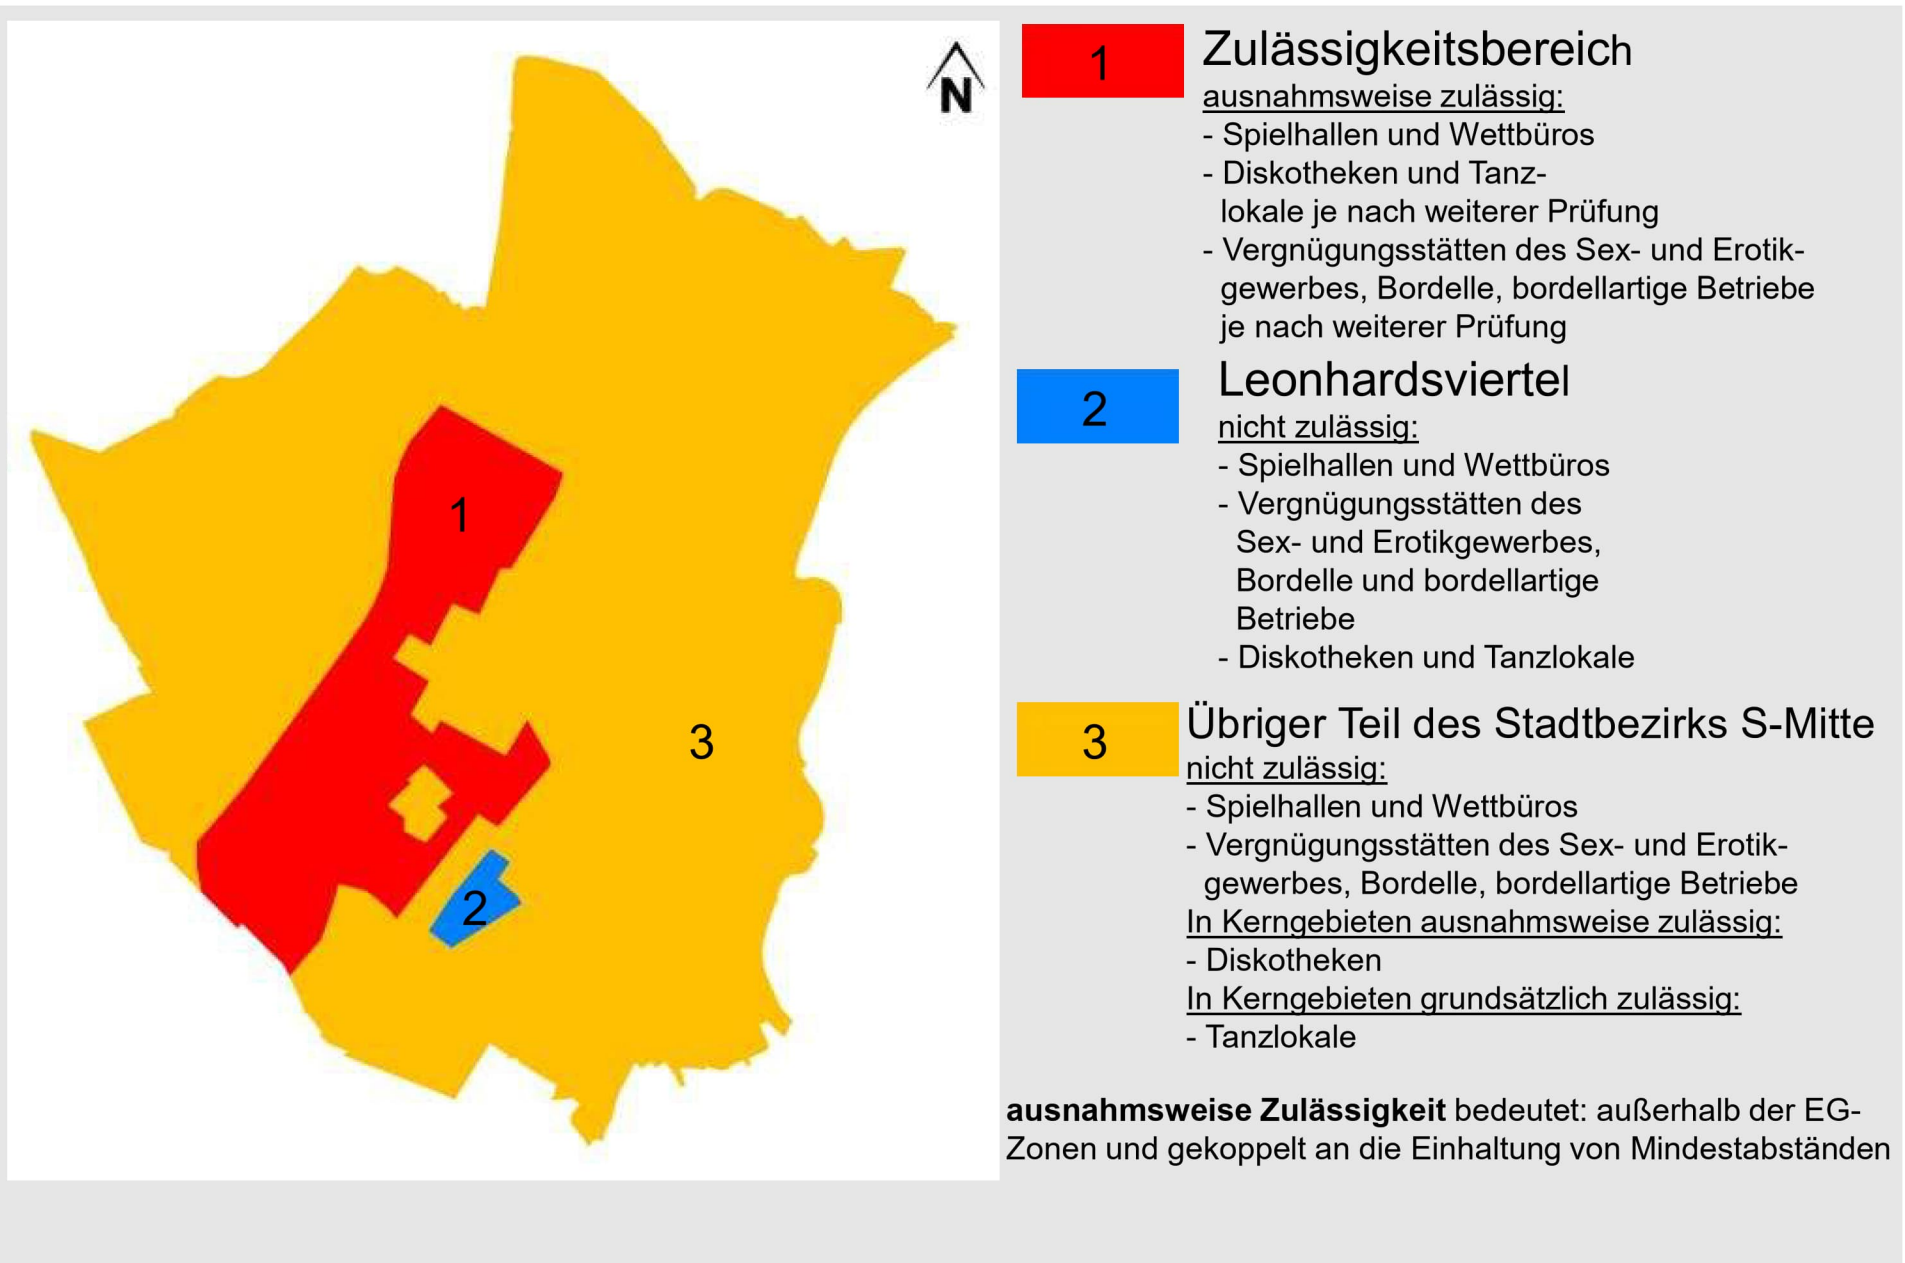 N
1
2
3
1
Zulässigkeitsbereich
ausnahmsweise zulässig:
- Spielhallen und Wettbüros
- Diskotheken und Tanz-
lokale je nach weiterer Prüfung
- Vergnügungsstätten des Sex- und Erotik-
gewerbes, Bordelle, bordellartige Betriebe
je nach weiterer Prüfung
2
Leonhardsviertel
nicht zulässig:
- Spielhallen und Wettbüros
- Vergnügungsstätten des
Sex- und Erotikgewerbes,
Bordelle und bordellartige
Betriebe
- Diskotheken und Tanzlokale
3
Übriger Teil des Stadtbezirks S-Mitte
nicht zulässig:
- Spielhallen und Wettbüros
- Vergnügungsstätten des Sex- und Erotik-
gewerbes, Bordelle, bordellartige Betriebe
In Kerngebieten ausnahmsweise zulässig:
- Diskotheken
In Kerngebieten grundsätzlich zulässig:
- Tanzlokale
ausnahmsweise Zulässigkeit bedeutet: außerhalb der EG-
Zonen und gekoppelt an die Einhaltung von Mindestabständen